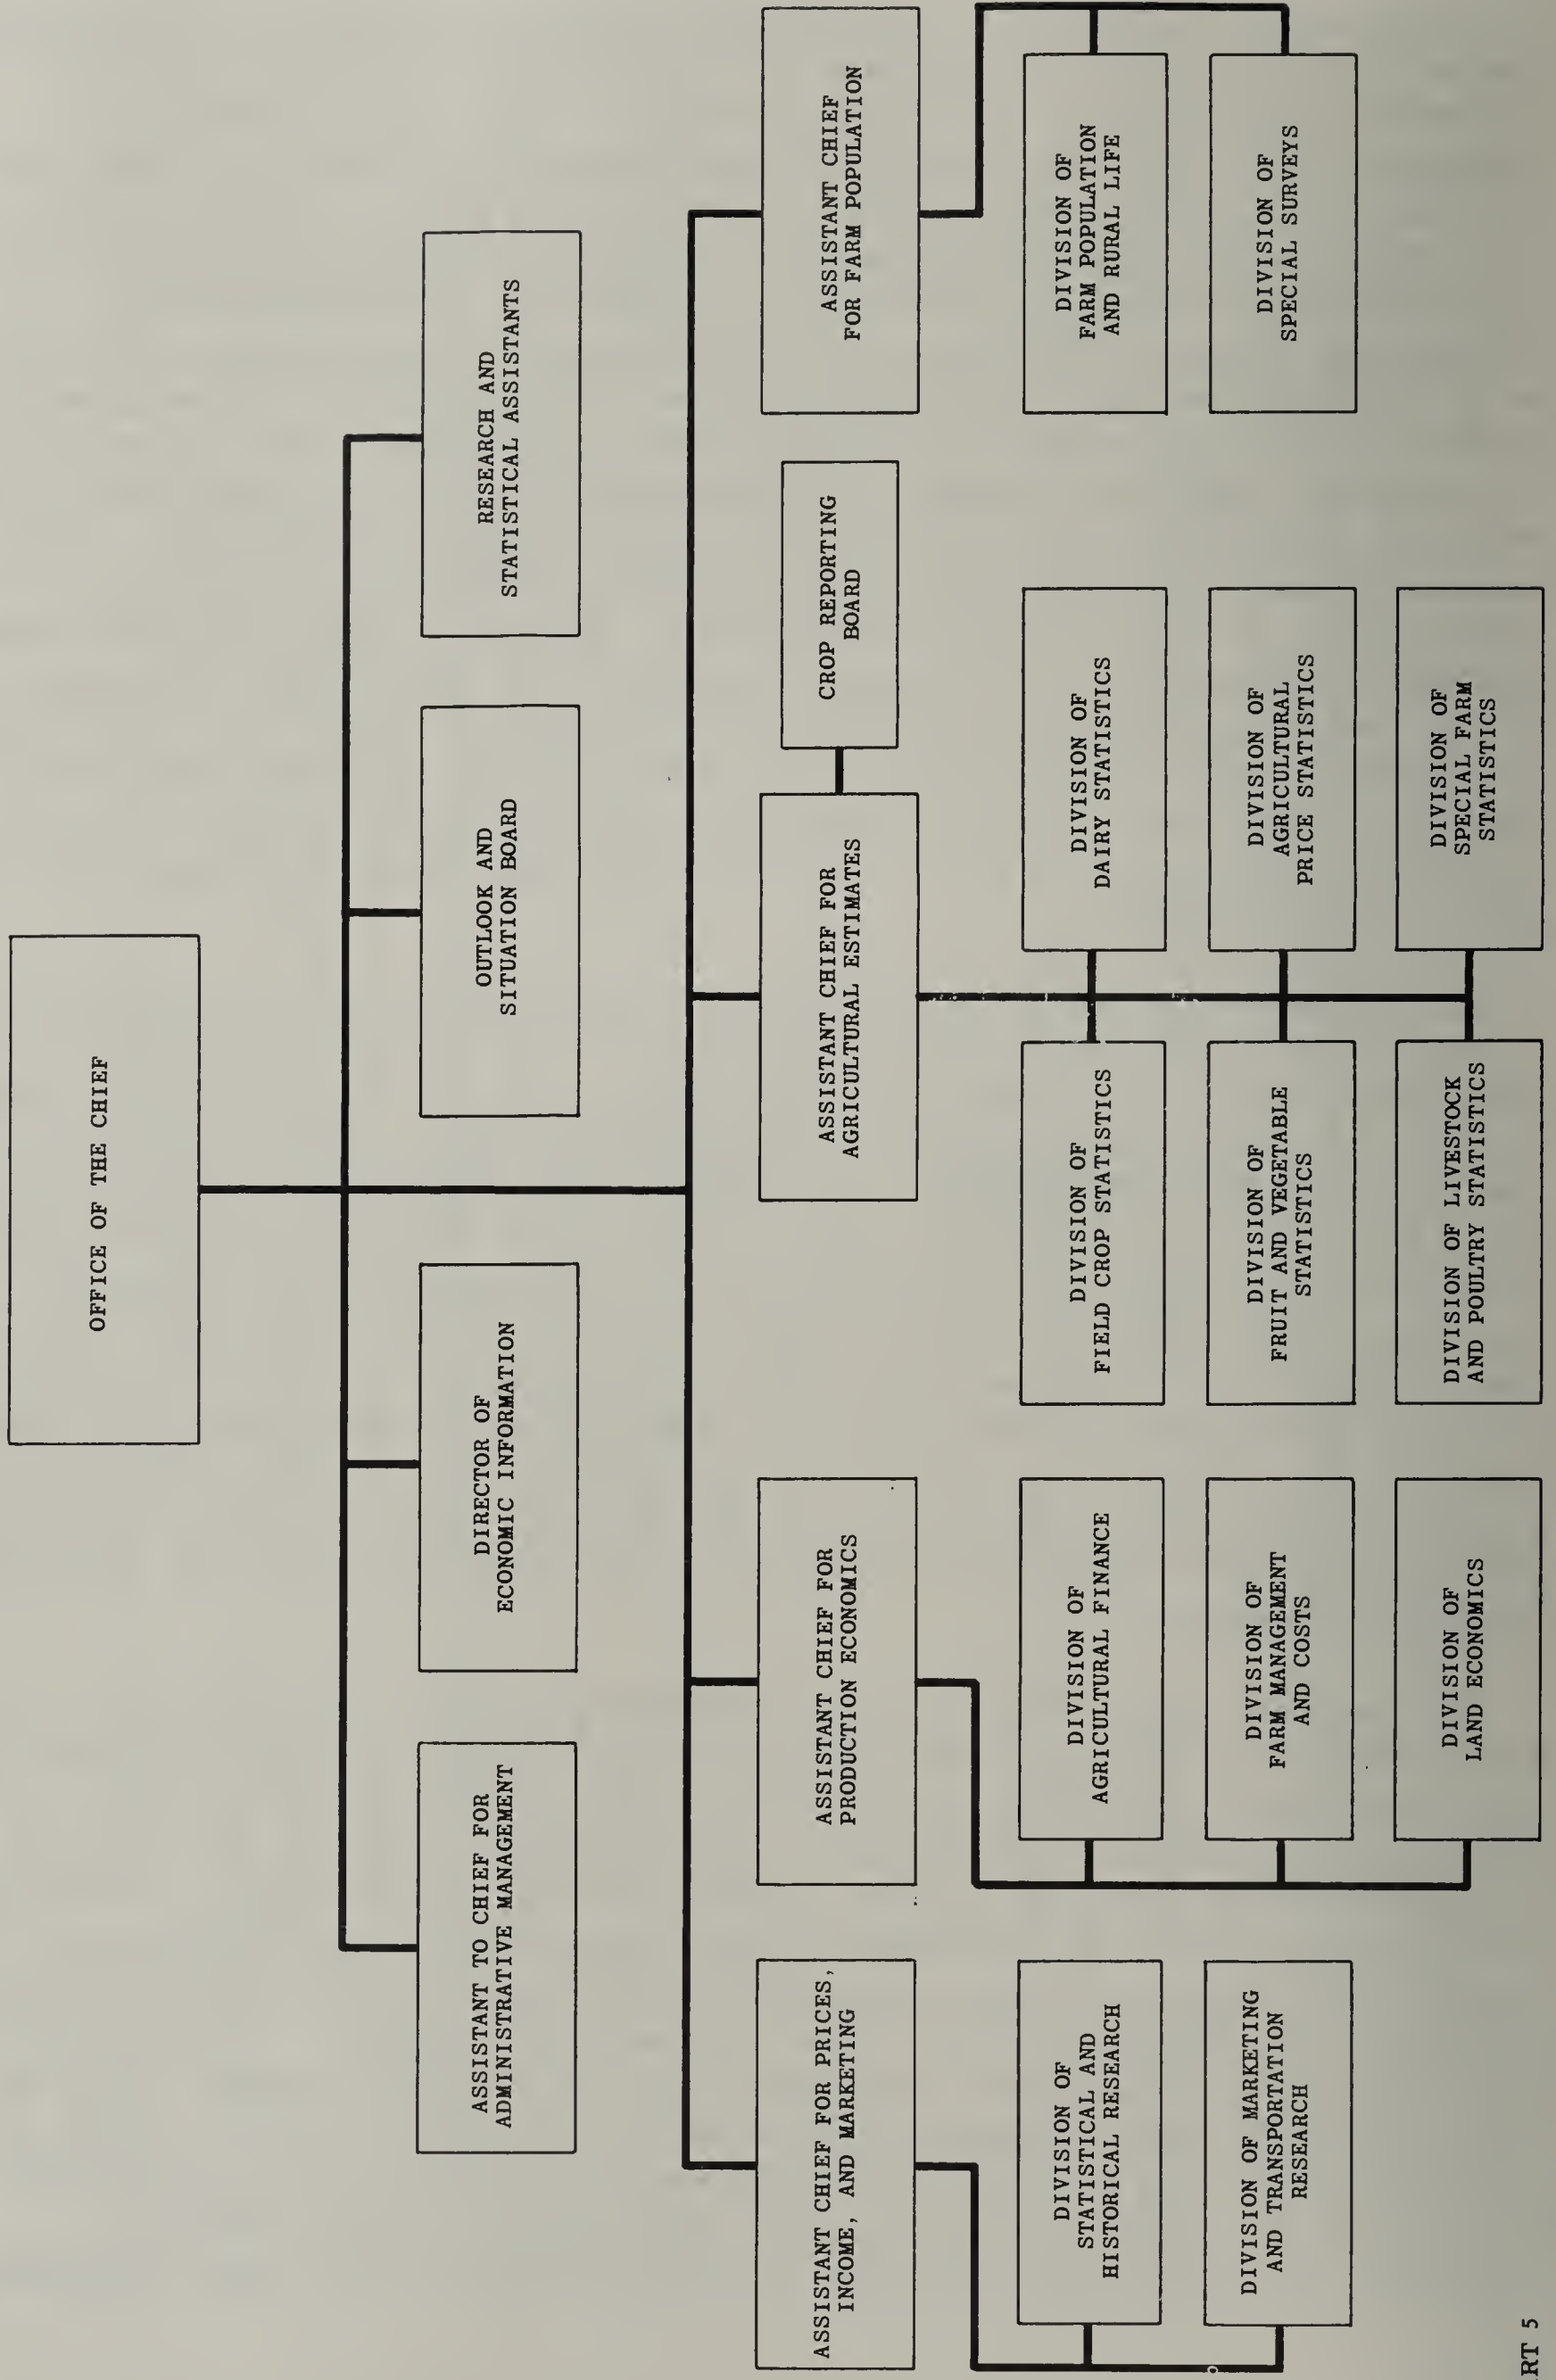 OFFICE OF THE CHIEF
ASSISTANT TO CHIEF FOR
ADMINISTRATIVE MANAGEMENT
DIRECTOR OF
ECONOMIC INFORMATION
OUTLOOK AND
SITUATION BOARD
RESEARCH AND
STATISTICAL ASSISTANTS
ASSISTANT CHIEF FOR PRICES,
INCOME, AND MARKETING
ASSISTANT CHIEF FOR
PRODUCTION ECONOMICS
ASSISTANT CHIEF FOR
AGRICULTURAL ESTIMATES
CROP REPORTING
BOARD
ASSISTANT CHIEF
FOR FARM POPULATION
DIVISION OF
STATISTICAL AND
HISTORICAL RESEARCH
DIVISION OF MARKETING
AND TRANSPORTATION
RESEARCH
DIVISION OF
AGRICULTURAL FINANCE
DIVISION OF
FARM MANAGEMENT
AND COSTS
DIVISION OF
LAND ECONOMICS
DIVISION OF
FIELD CROP STATISTICS
DIVISION OF
FRUIT AND VEGETABLE
STATISTICS
DIVISION OF LIVESTOCK
AND POULTRY STATISTICS
DIVISION OF
DAIRY STATISTICS
DIVISION OF
AGRICULTURAL
PRICE STATISTICS
DIVISION OF
SPECIAL FARM
STATISTICS
DIVISION OF
FARM POPULATION
AND RURAL LIFE
DIVISION OF
SPECIAL SURVEYS
RT 5